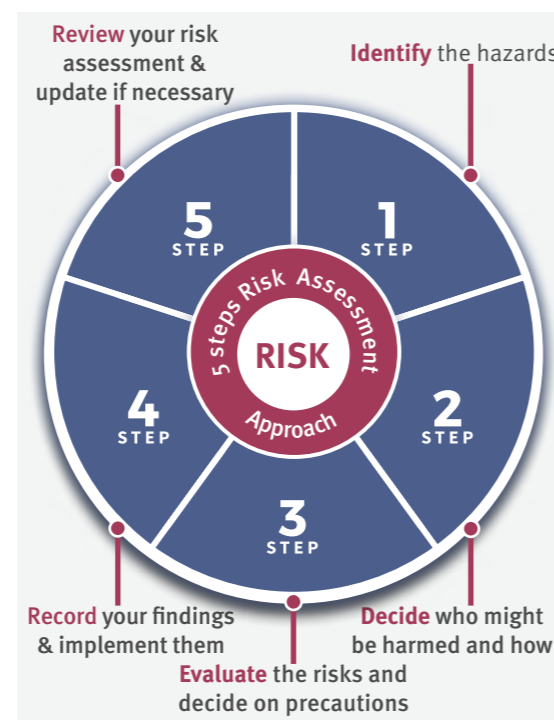 Review your risk
assessment &
update if necessary
Identify the hazards
5
STEP
1
STEP
5 steps Risk Assessment
Approach
RISK
4
STEP
2
STEP
3
STEP
Record your findings
& implement them
Decide who might
be harmed and how
Evaluate the risks and
decide on precautions